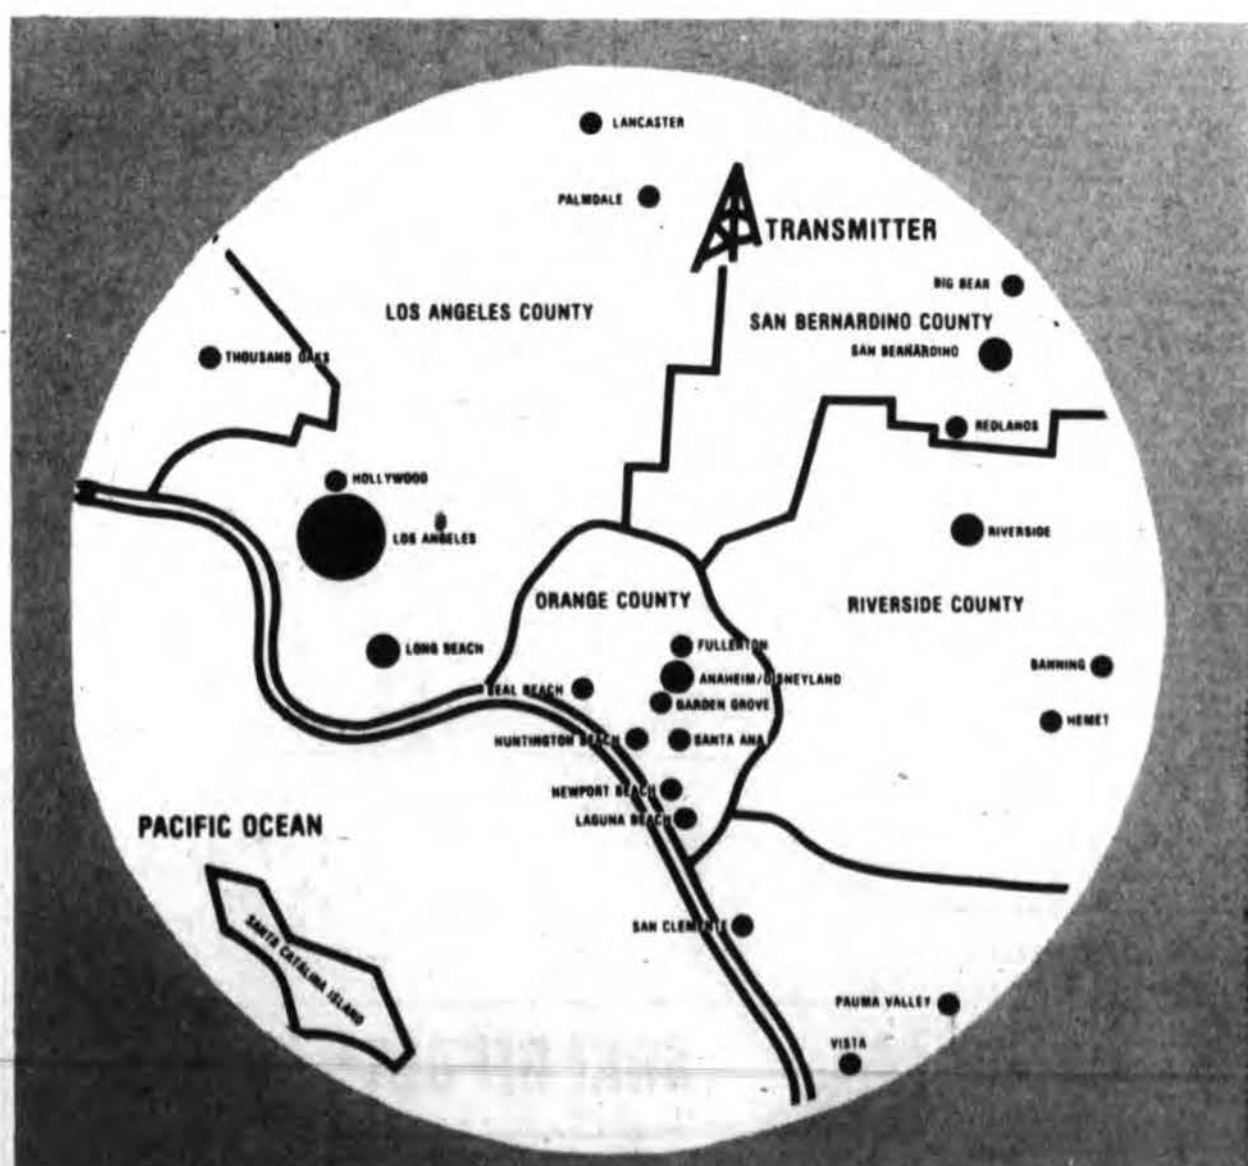 LANCASTER
PALMDALE
TRANSMITTER
BIG BEAR
LOS ANGELES COUNTY
SAN BERNARDINO COUNTY
SAN BERNARDINO
THOUSAND OAKS
REDLANDS
HOLLYWOOD
LOS ANGELES
RIVERSIDE
ORANGE COUNTY
RIVERSIDE COUNTY
FULLERTON
LONG BEACH
BANNING
ANAHEIM/DISNEYLAND
SEAL BEACH
GARDEN GROVE
HEMET
HUNTINGTON BEACH
SANTA ANA
NEWPORT BEACH
LAGUNA BEACH
PACIFIC OCEAN
SAN CLEMENTE
SANTA CATALINA ISLAND
PAUMA VALLEY
VISTA